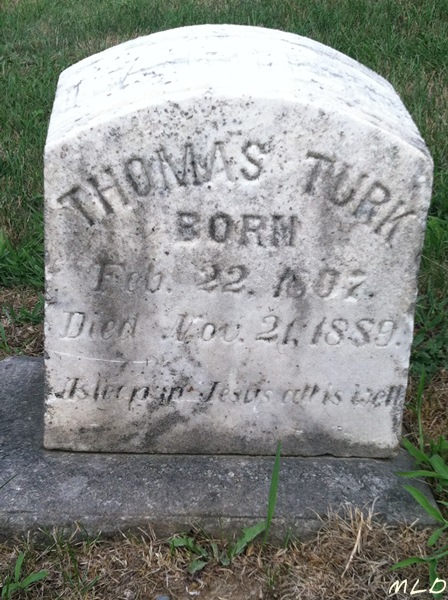 THOMAS TURK
BORN
Feb. 22. 1807.
Died Nov. 21, 1889.
Asleep in Jesus all is well
MLD